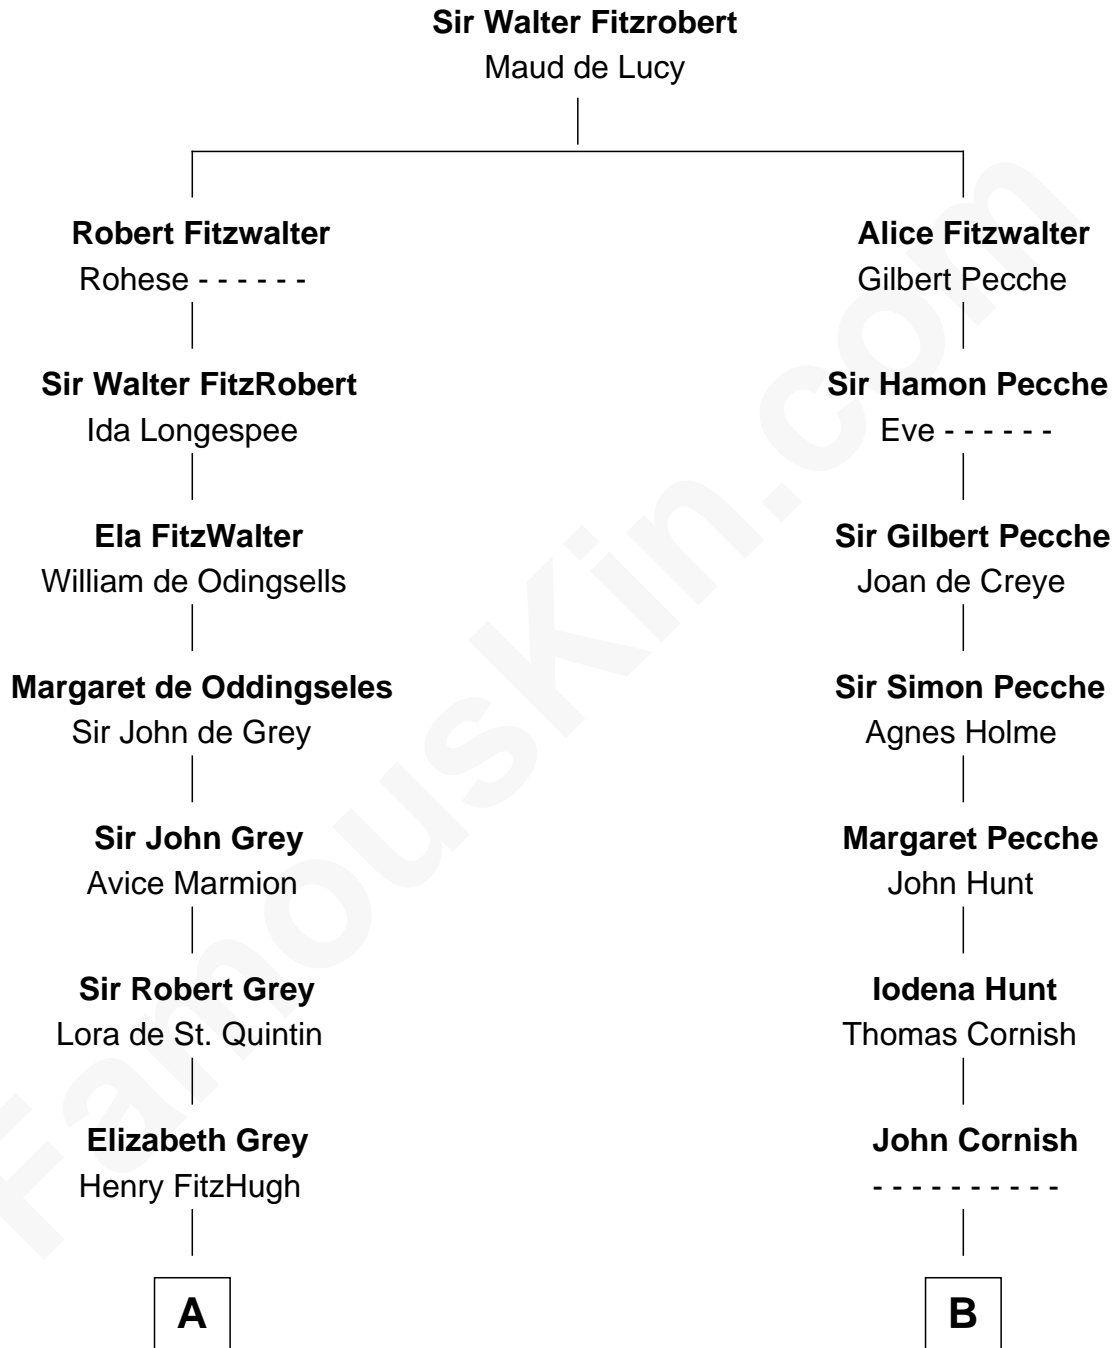 Sir Walter Fitzrobert
Maud de Lucy
Robert Fitzwalter
Rohese - - - - - -
Alice Fitzwalter
Gilbert Pecche
Sir Walter FitzRobert
Ida Longespee
Sir Hamon Pecche
Eve - - - - - -
Ela FitzWalter
William de Odingsells
Sir Gilbert Pecche
Joan de Creye
Margaret de Oddingseles
Sir John de Grey
Sir Simon Pecche
Agnes Holme
Sir John Grey
Avice Marmion
Margaret Pecche
John Hunt
Sir Robert Grey
Lora de St. Quintin
Iodena Hunt
Thomas Cornish
Elizabeth Grey
Henry FitzHugh
John Cornish
- - - - - - - - - -
A
B
FamousKin.com